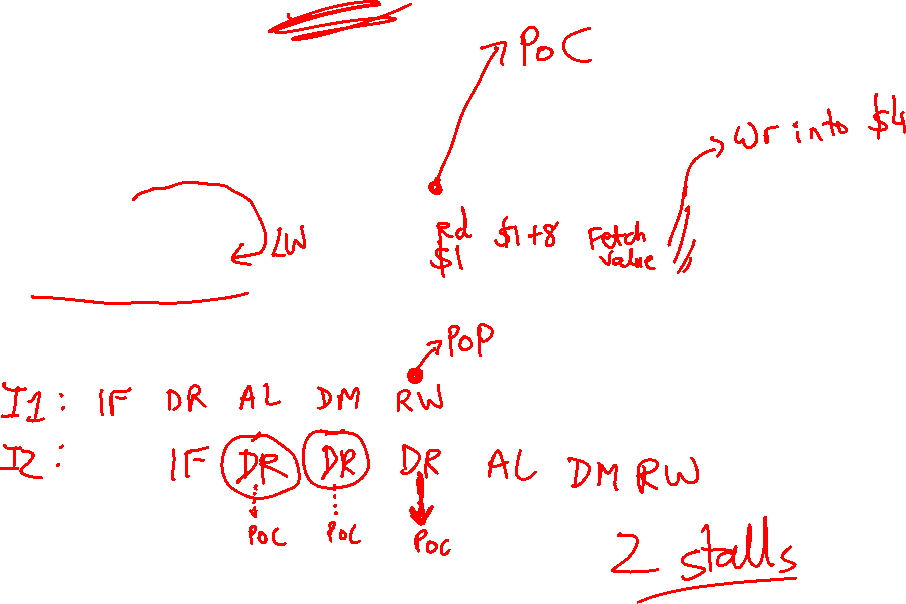 PoC
Wr into $4
Rd $1+8 Fetch
$1 value
LW
POP
I1: IF DR AL DM RW
I2: IF DR DR DR AL DM RW
PoC PoC PoC
2 stalls